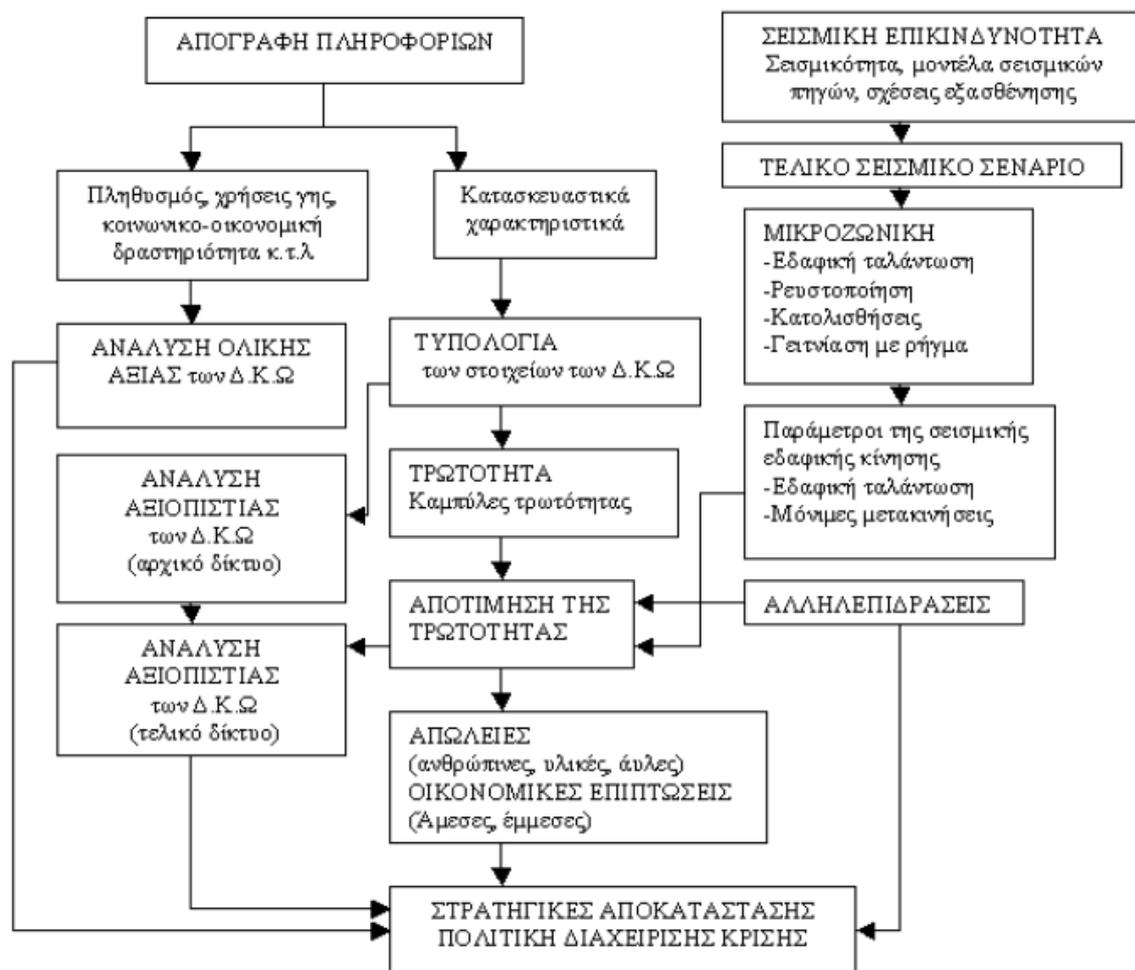 ΑΠΟΓΡΑΦΗ ΠΛΗΡΟΦΟΡΙΩΝ
ΣΕΙΣΜΙΚΗ ΕΠΙΚΙΝΔΥΝΟΤΗΤΑ
Σεισμικότητα, μοντέλα σεισμικών
πηγών, σχέσεις εξασθένησης
ΤΕΛΙΚΟ ΣΕΙΣΜΙΚΟ ΣΕΝΑΡΙΟ
Πληθυσμός, χρήσεις γης,
κοινωνικο-οικονομική
δραστηριότητα κ.τ.λ
Κατασκευαστικά
χαρακτηριστικά
ΜΙΚΡΟΖΩΝΙΚΗ
-Εδαφική ταλάντωση
-Ρευστοποίηση
-Κατολισθήσεις
-Γειτνίαση με ρήγμα
ΑΝΑΛΥΣΗ ΟΛΙΚΗΣ
ΑΞΙΑΣ των Δ.Κ.Ω
ΤΥΠΟΛΟΓΙΑ
των στοιχείων των Δ.Κ.Ω
Παράμετροι της σεισμικής
εδαφικής κίνησης
-Εδαφική ταλάντωση
-Μόνιμες μετακινήσεις
ΑΝΑΛΥΣΗ
ΑΞΙΟΠΙΣΤΙΑΣ
των Δ.Κ.Ω
(αρχικό δίκτυο)
ΤΡΩΤΟΤΗΤΑ
Καμπύλες τρωτότητας
ΑΠΟΤΙΜΗΣΗ ΤΗΣ
ΤΡΩΤΟΤΗΤΑΣ
ΑΛΛΗΛΕΠΙΔΡΑΣΕΙΣ
ΑΝΑΛΥΣΗ
ΑΞΙΟΠΙΣΤΙΑΣ
των Δ.Κ.Ω
(τελικό δίκτυο)
ΑΠΩΛΕΙΕΣ
(ανθρώπινες, υλικές, άυλες)
ΟΙΚΟΝΟΜΙΚΕΣ ΕΠΙΠΤΩΣΕΙΣ
(Άμεσες, έμμεσες)
ΣΤΡΑΤΗΓΙΚΕΣ ΑΠΟΚΑΤΑΣΤΑΣΗΣ
ΠΟΛΙΤΙΚΗ ΔΙΑΧΕΙΡΙΣΗΣ ΚΡΙΣΗΣ